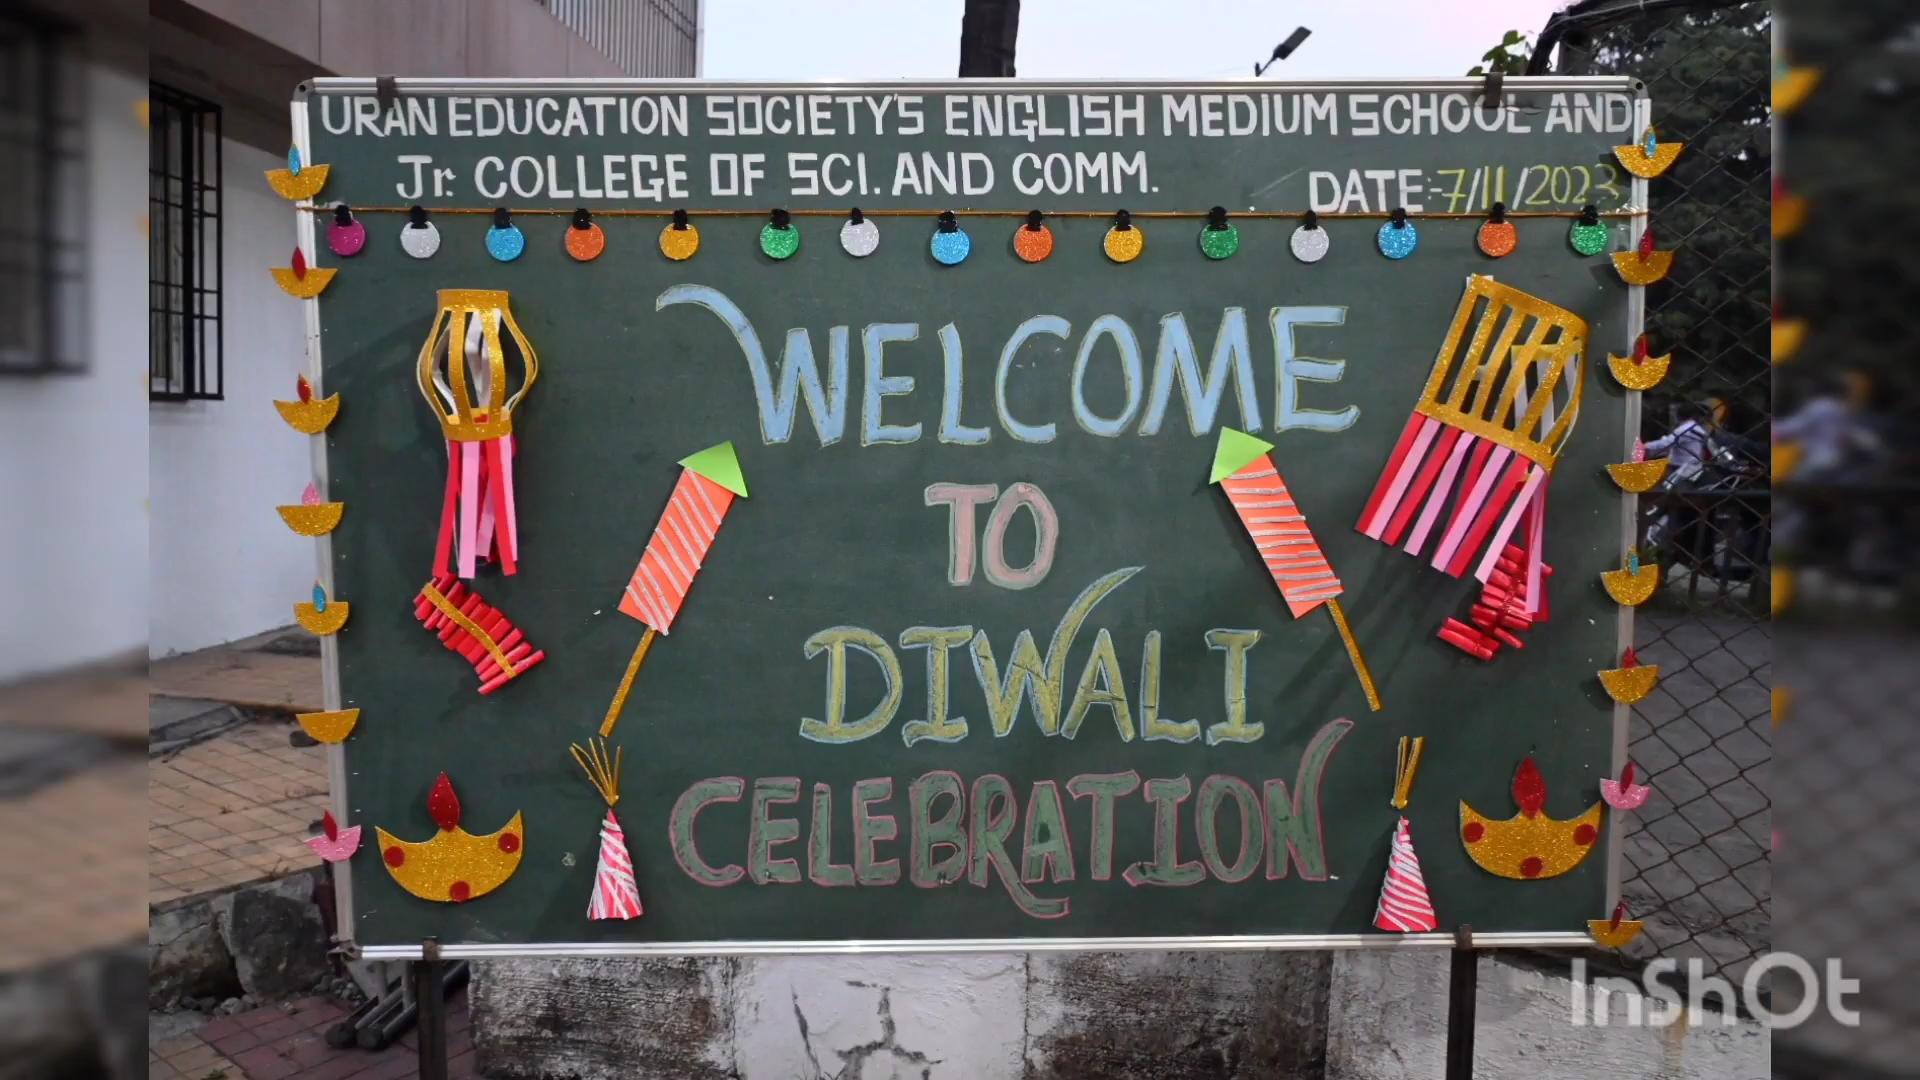 URAN EDUCATION SOCIETY'S ENGLISH MEDIUM SCHOOL AND
Jr. COLLEGE OF SCI. AND COMM.
DATE:-7/11/2023
WELCOME
TO
DIWALI
CELEBRATION
InShOt